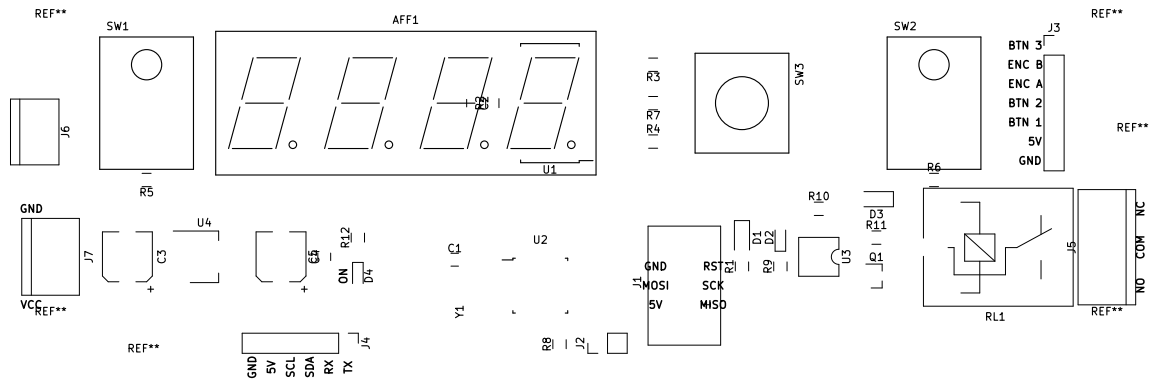 REF**
AFF1
REF**
SW1
SW2
J3
BTN 3
ENC B
ENC A
BTN 2
BTN 1
5V
GND
R3
SW3
R2
C2
R7
R4
J6
REF**
U1
R6
R5
R10
GND
U4
D3
NC
R11
R12
U2
D1
D2
J7
C3
C5
C1
U3
Q1
J5
COM
GND
RST
R1
R9
ON
D4
MOSI
SCK
J1
NO
VCC
5V
MISO
REF**
Y1
RL1
REF**
REF**
J4
R8
J2
GND
5V
SCL
SDA
RX
TX